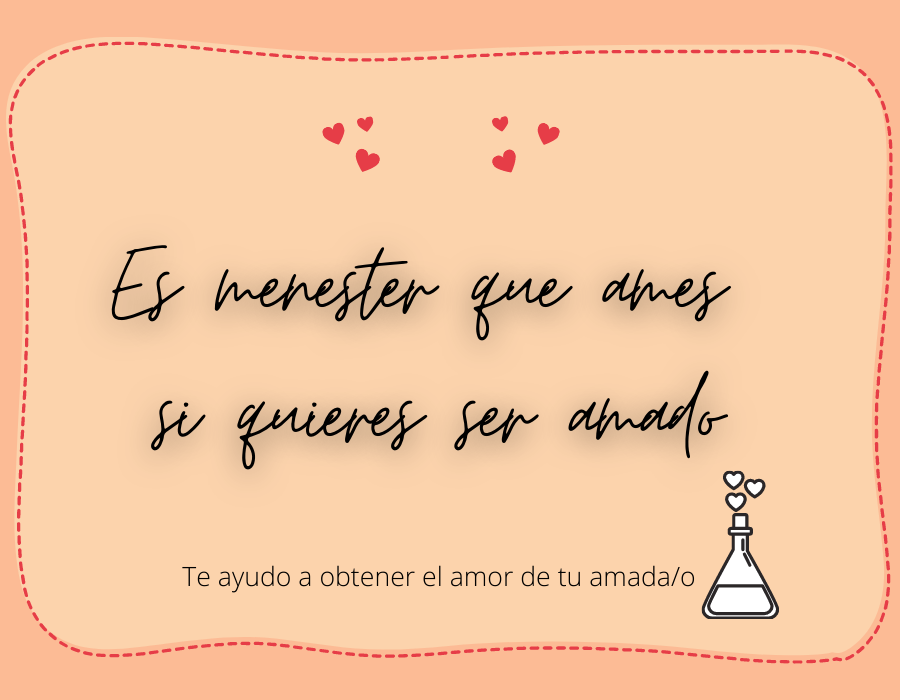 Es menester que ames
si quieres ser amado
Te ayudo a obtener el amor de tu amada/o